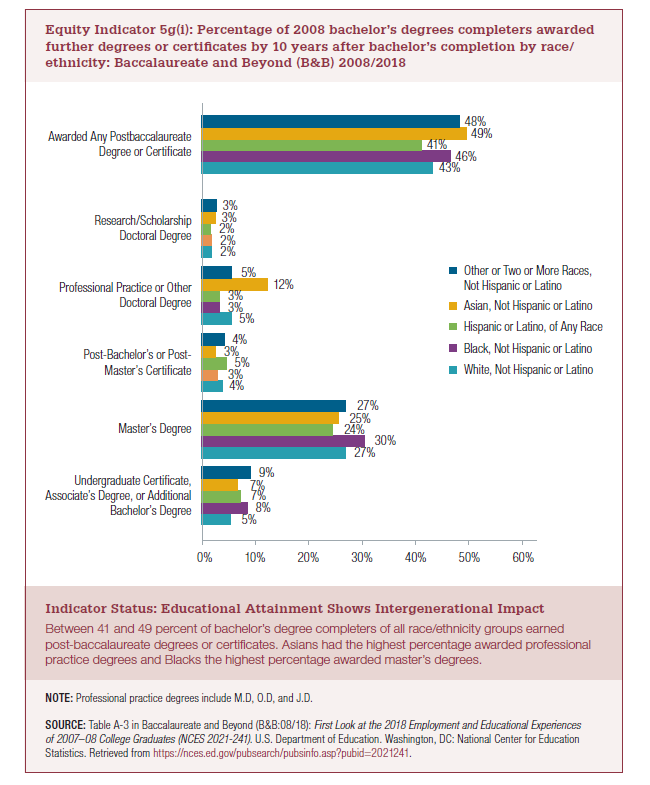 Equity Indicator 5g(i): Percentage of 2008 bachelor's degrees completers awarded
further degrees or certificates by 10 years after bachelor's completion by race/
ethnicity: Baccalaureate and Beyond (B&B) 2008/2018
Awarded Any Postbaccalaureate
Degree or Certificate
48%
49%
41%
46%
43%
Research/Scholarship
Doctoral Degree
3%
3%
2%
2%
2%
Professional Practice or Other
Doctoral Degree
5%
12%
3%
3%
5%
Post-Bachelor's or Post-
Master's Certificate
4%
3%
5%
3%
4%
Master's Degree
27%
25%
24%
30%
27%
Undergraduate Certificate,
Associate's Degree, or Additional
Bachelor's Degree
9%
7%
7%
8%
5%
Other or Two or More Races,
Not Hispanic or Latino
Asian, Not Hispanic or Latino
Hispanic or Latino, of Any Race
Black, Not Hispanic or Latino
White, Not Hispanic or Latino
0% 10% 20% 30% 40% 50% 60%
Indicator Status: Educational Attainment Shows Intergenerational Impact
Between 41 and 49 percent of bachelor's degree completers of all race/ethnicity groups earned
post-baccalaureate degrees or certificates. Asians had the highest percentage awarded professional
practice degrees and Blacks the highest percentage awarded master's degrees.
NOTE: Professional practice degrees include M.D, O.D, and J.D.
SOURCE: Table A-3 in Baccalaureate and Beyond (B&B:08/18): First Look at the 2018 Employment and Educational Experiences
of 2007–08 College Graduates (NCES 2021-241). U.S. Department of Education. Washington, DC: National Center for Education
Statistics. Retrieved from https://nces.ed.gov/pubsearch/pubsinfo.asp?pubid=2021241.